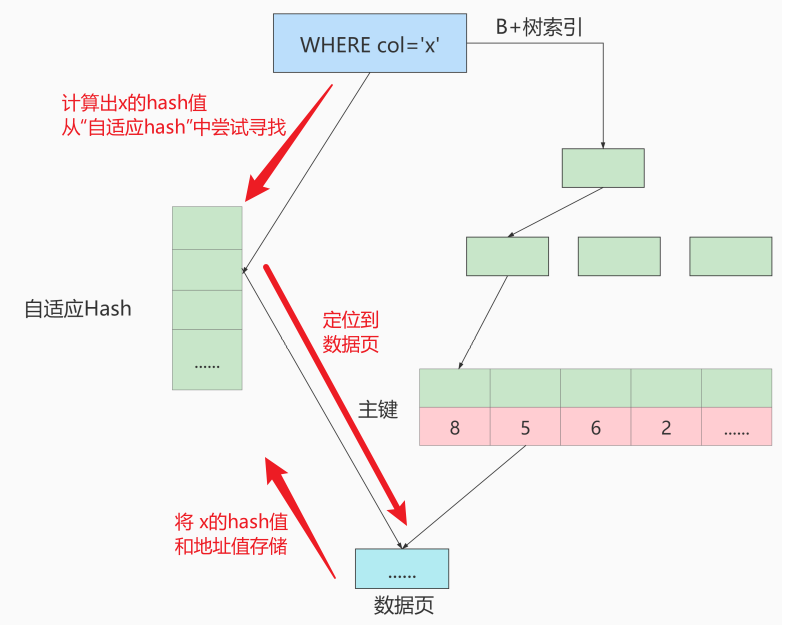 WHERE col='x'
B+树索引
计算出x的hash值
从“自适应hash”中尝试寻找
自适应Hash
......
定位到
数据页
主键
8 5 6 2 ......
将 x的hash值
和地址值存储
......
数据页